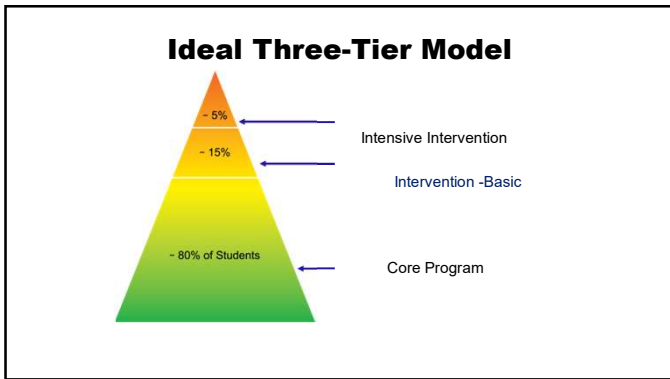 Ideal Three-Tier Model
~ 5%
Intensive Intervention
~ 15%
Intervention -Basic
~ 80% of Students
Core Program